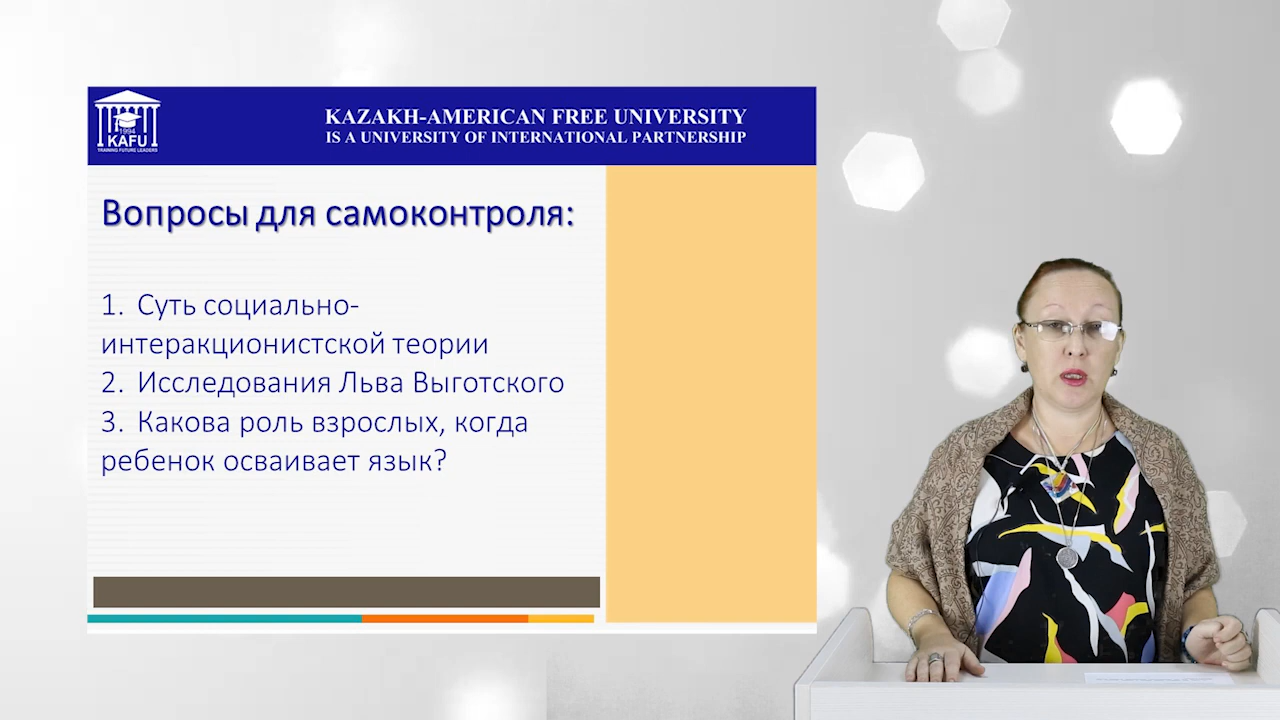 1994
KAFU
TRAINING FUTURE LEADERS
KAZAKH-AMERICAN FREE UNIVERSITY
IS A UNIVERSITY OF INTERNATIONAL PARTNERSHIP
Вопросы для самоконтроля:
1. Суть социально-
интеракционистской теории
2. Исследования Льва Выготского
3. Какова роль взрослых, когда
ребенок осваивает язык?